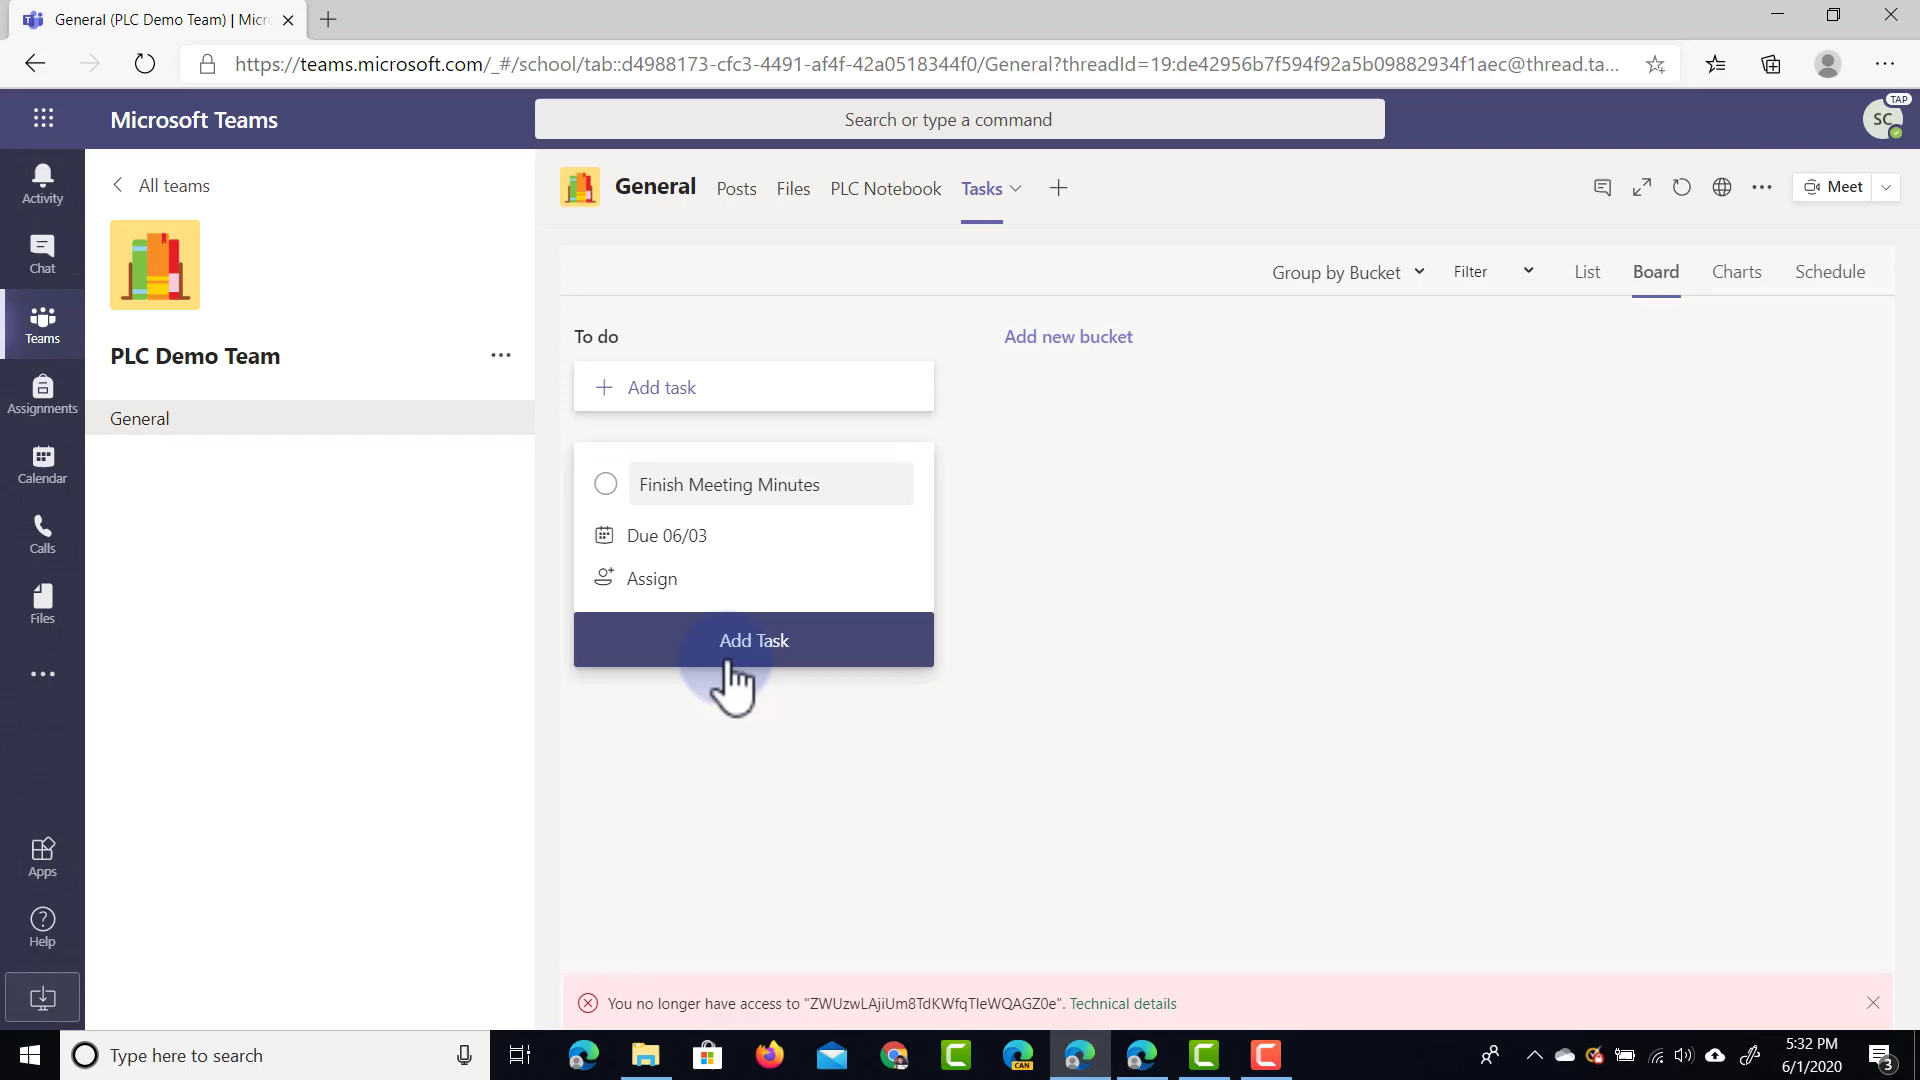 General (PLC Demo Team) | Micr
https://teams.microsoft.com/_#/school/tab::d4988173-cfc3-4491-af4f-42a0518344f0/General?threadId=19:de42956b7f594f92a5b09882934f1aec@thread.ta...
Microsoft Teams
Search or type a command
TAP
SC
Activity
Chat
Teams
Assignments
Calendar
Calls
Files
Apps
Help
All teams
PLC Demo Team
General
General
Posts
Files
PLC Notebook
Tasks
Meet
Group by Bucket
Filter
List
Board
Charts
Schedule
To do
Add new bucket
Add task
Finish Meeting Minutes
Due 06/03
Assign
Add Task
You no longer have access to "ZWUzwLAjiUm8TdKWfqTIeWQAGZ0e". Technical details
Type here to search
CAN
5:32 PM
6/1/2020
3